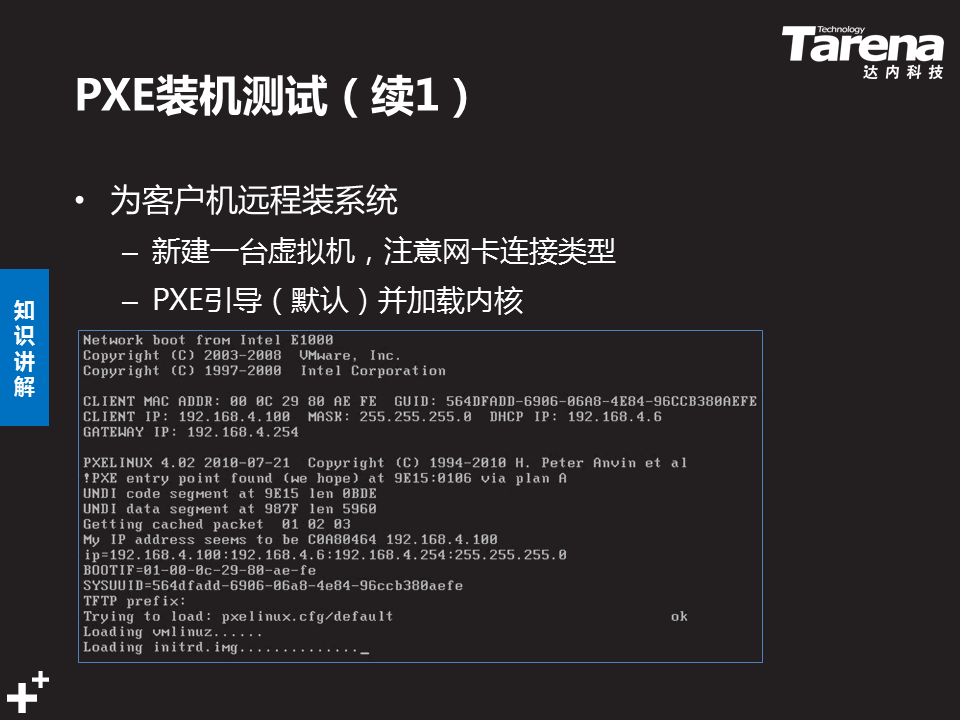 Technology
Tarena
达内科技
PXE装机测试（续1）
• 为客户机远程装系统
– 新建一台虚拟机，注意网卡连接类型
– PXE引导（默认）并加载内核
知识讲解
Network boot from Intel E1000
Copyright (C) 2003-2008  VMware, Inc.
Copyright (C) 1997-2000  Intel Corporation
CLIENT MAC ADDR: 00 0C 29 80 AE FE  GUID: 564DFADD-6906-06A8-4E84-96CCB380AEFE
CLIENT IP: 192.168.4.100  MASK: 255.255.255.0  DHCP IP: 192.168.4.6
GATEWAY IP: 192.168.4.254
PXELINUX 4.02 2010-07-21  Copyright (C) 1994-2010 H. Peter Anvin et al
!PXE entry point found (we hope) at 9E15:0106 via plan A
UNDI code segment at 9E15 len 0BDE
UNDI data segment at 987F len 5960
Getting cached packet  01 02 03
My IP address seems to be C0A80464 192.168.4.100
ip=192.168.4.100:192.168.4.6:192.168.4.254:255.255.255.0
BOOTIF=01-00-0c-29-80-ae-fe
SYSUUID=564dfadd-6906-06a8-4e84-96ccb380aefe
TFTP prefix:
Trying to load: pxelinux.cfg/default                                ok
Loading vmlinuz......
Loading initrd.img.............._